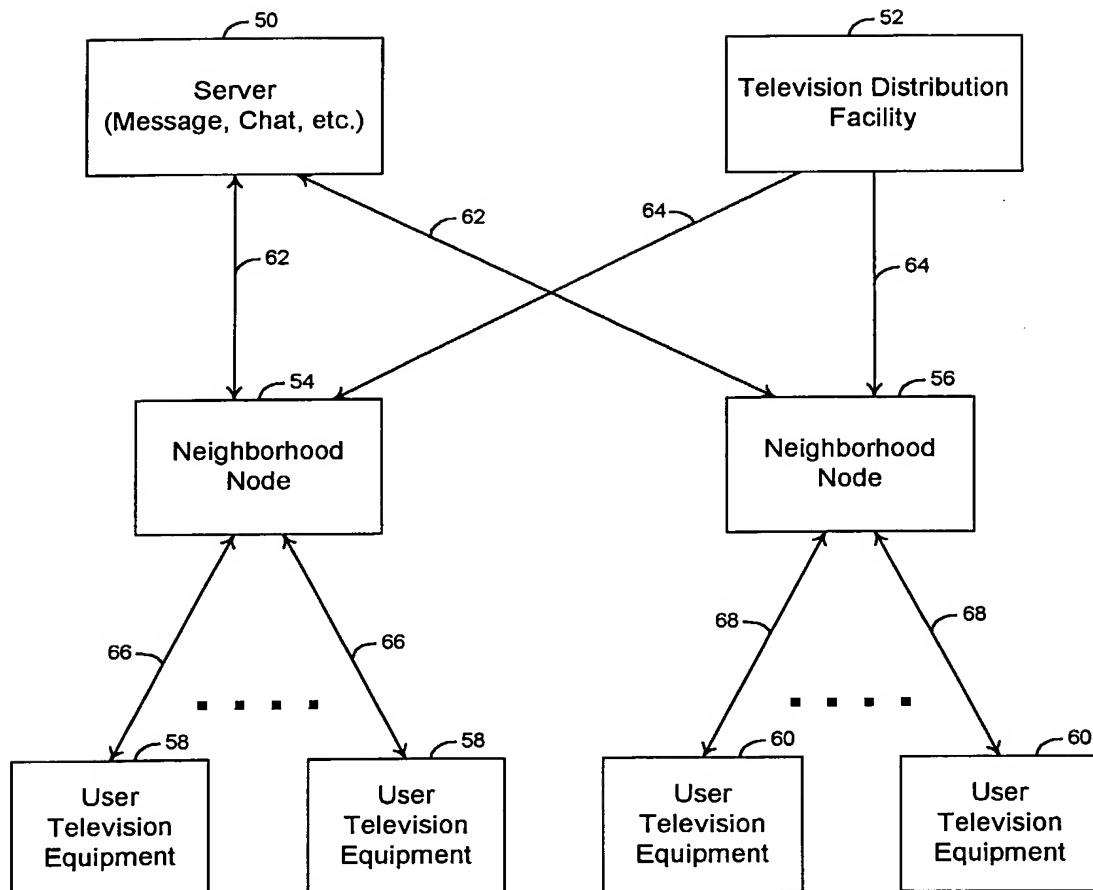 50
52
Server
(Message, Chat, etc.)
Television Distribution
Facility
62
64
62
64
54
56
Neighborhood
Node
Neighborhood
Node
66
66
68
68
58
58
60
60
User
Television
Equipment
User
Television
Equipment
User
Television
Equipment
User
Television
Equipment